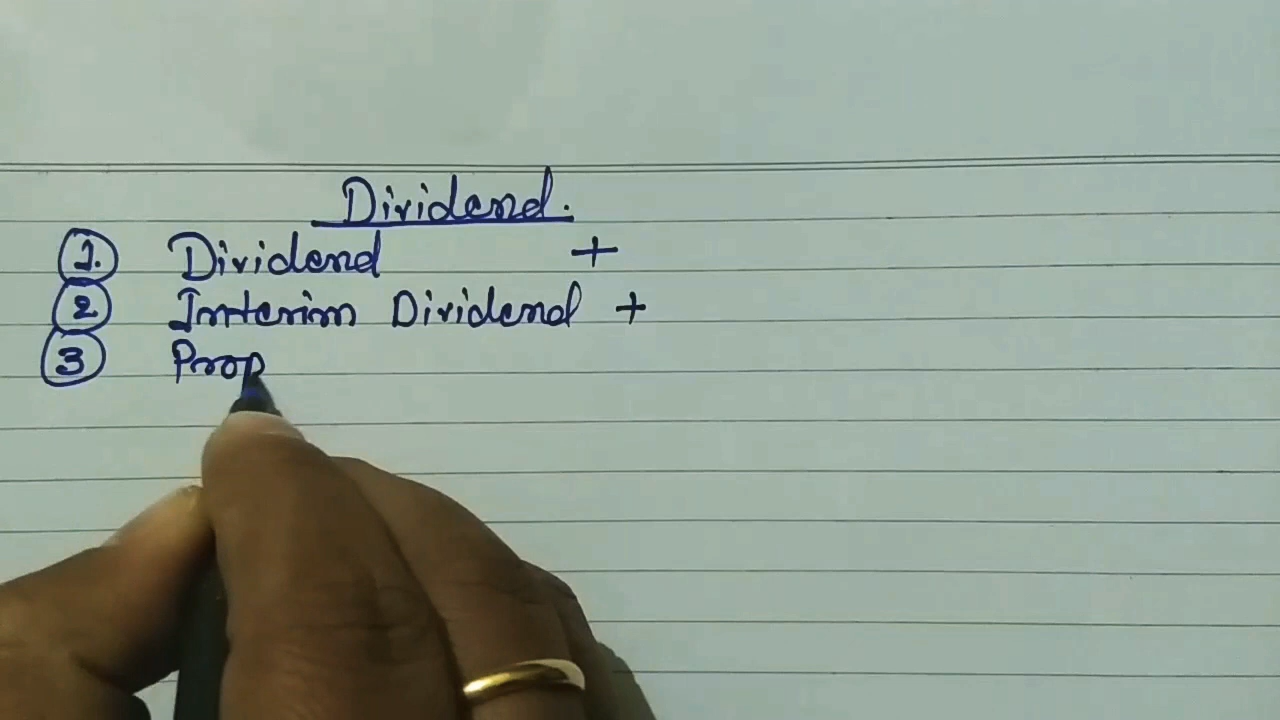 Dividend.
1. Dividend +
2 Interim Dividend +
3 Prop